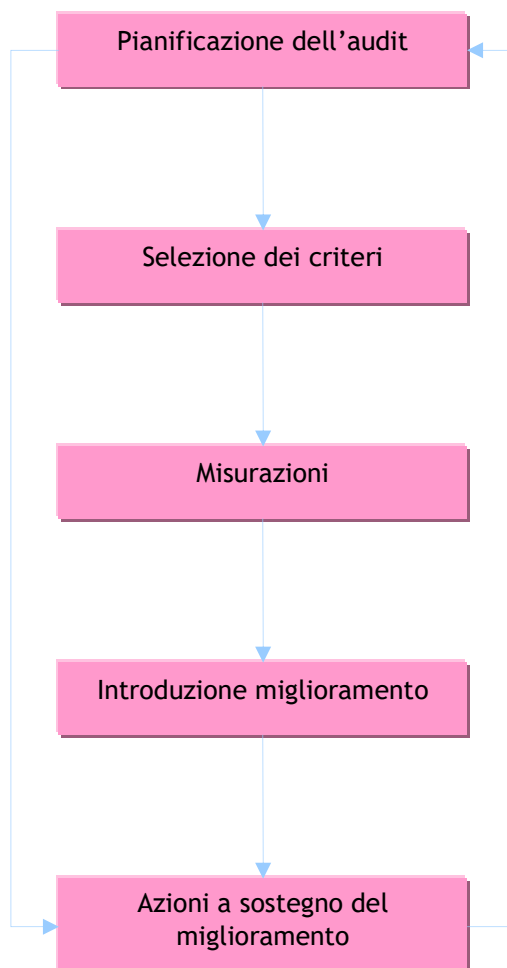 Pianificazione dell’audit
Selezione dei criteri
Misurazioni
Introduzione miglioramento
Azioni a sostegno del
miglioramento